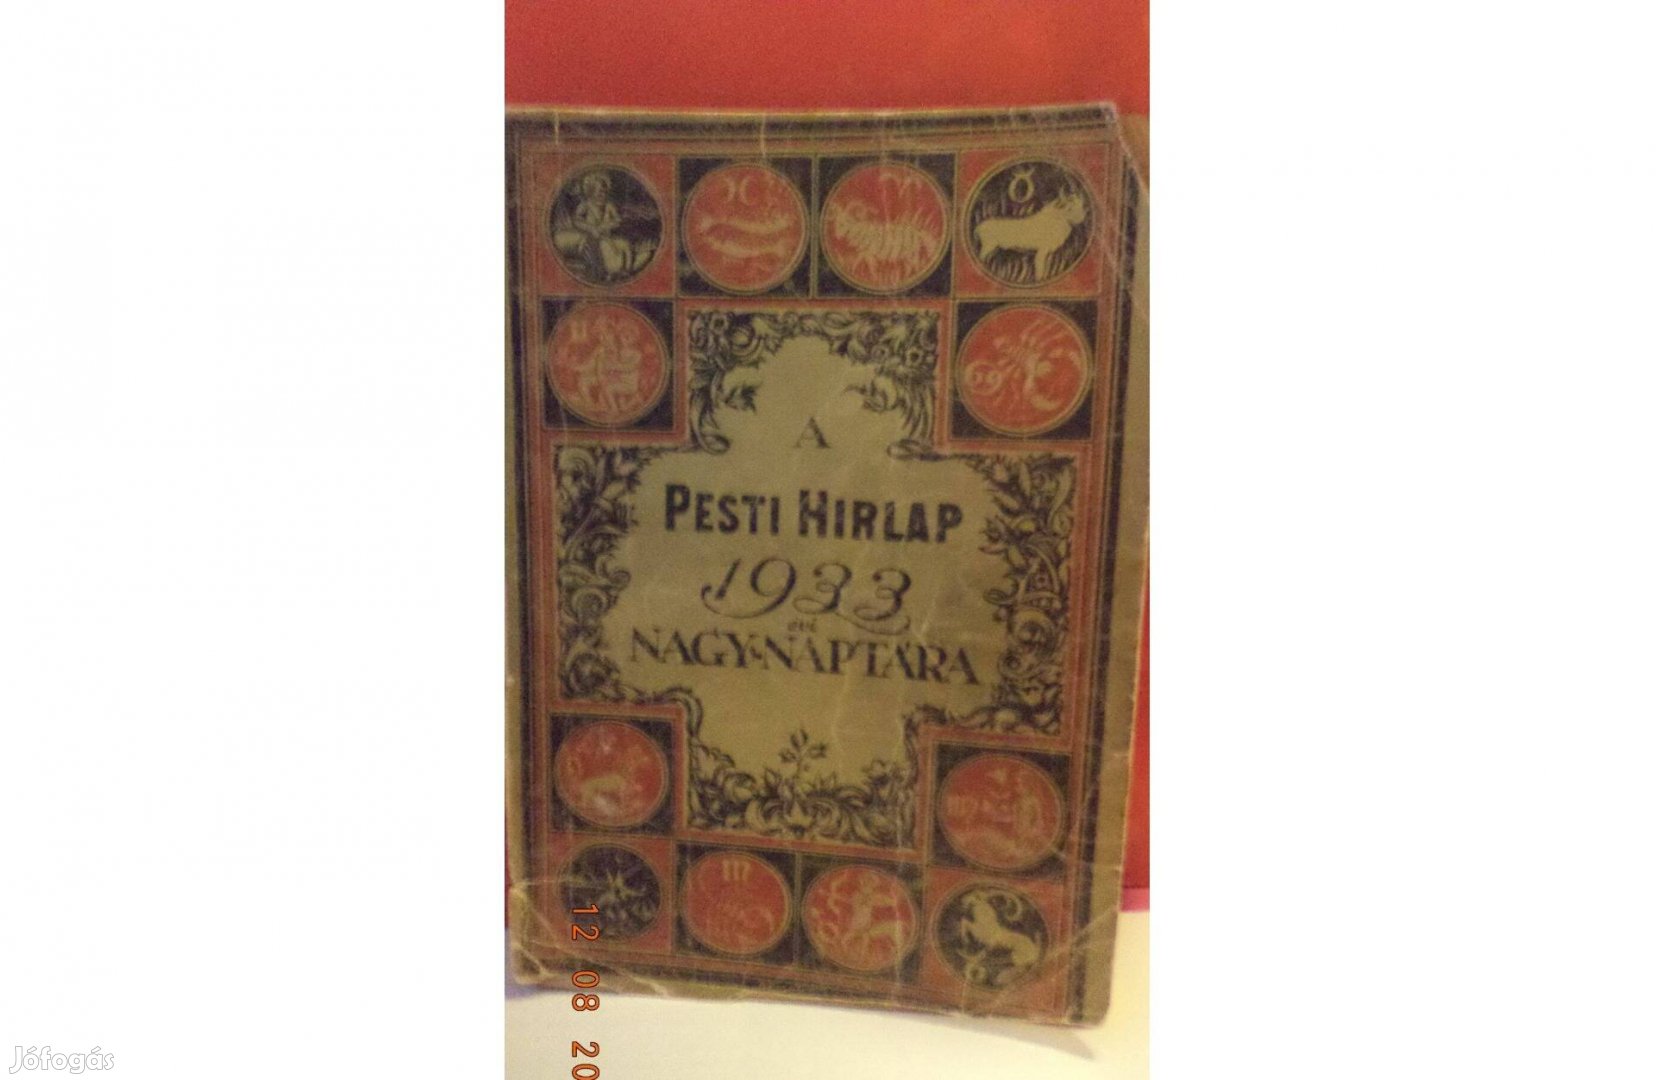 A
PESTI HIRLAP
1933
évi
NAGY-NAPTÁRA
12 08 20
Jófogás